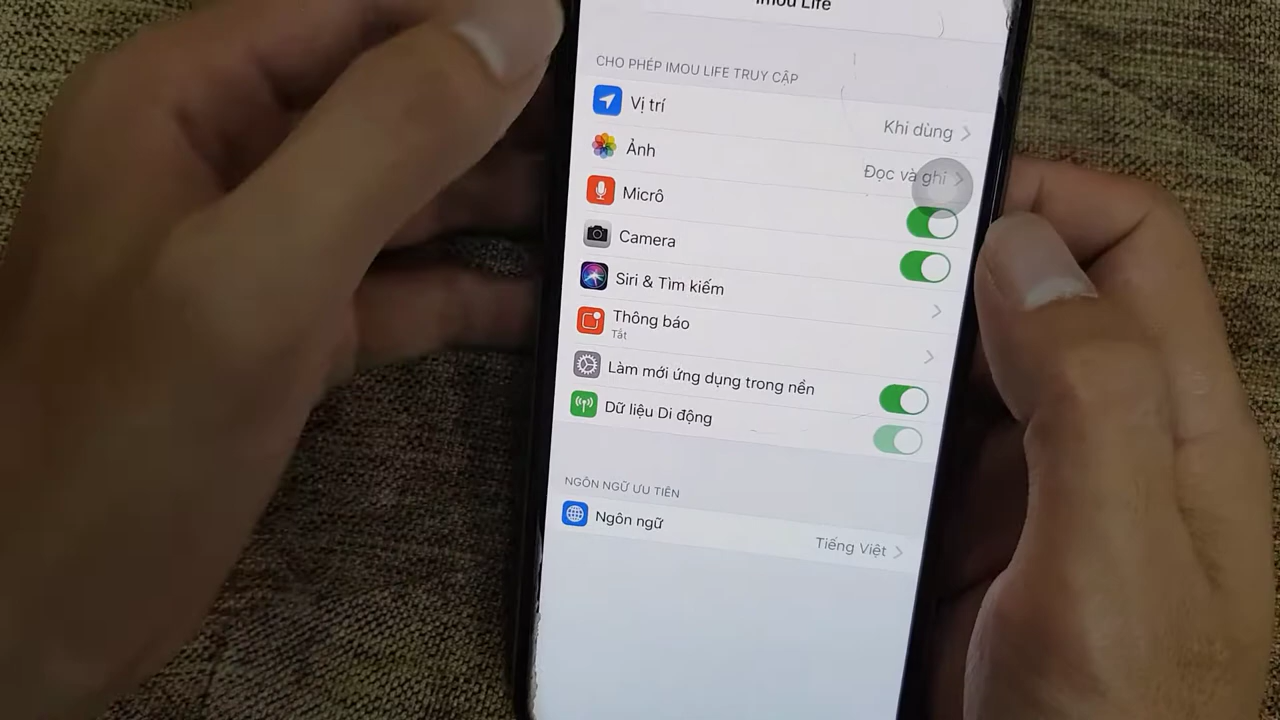 Imou Life
CHO PHÉP IMOU LIFE TRUY CẬP
Vị trí
Khi dùng
Ảnh
Đọc và ghi
Micrô
Camera
Siri & Tìm kiếm
Thông báo
Tắt
Làm mới ứng dụng trong nền
Dữ liệu Di động
NGÔN NGỮ ƯU TIÊN
Ngôn ngữ
Tiếng Việt